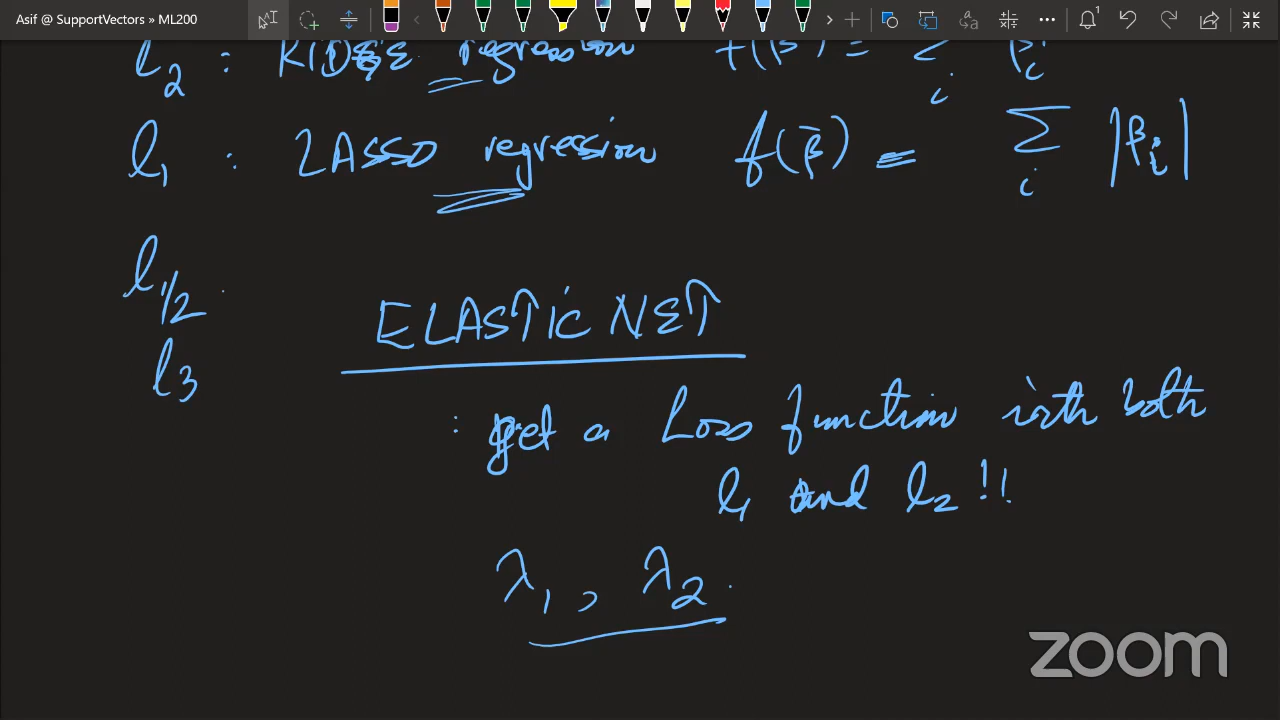 Asif @ SupportVectors » ML200
l₂ : RIDGE regression f(β) = Σ i βi
l₁ : LASSO regression f(β̄) = Σ i |βi|
l1/2
ELASTIC NET
l₃
: get a Loss function with both
l₁ and l₂ !!
λ₁, λ₂.
zoom